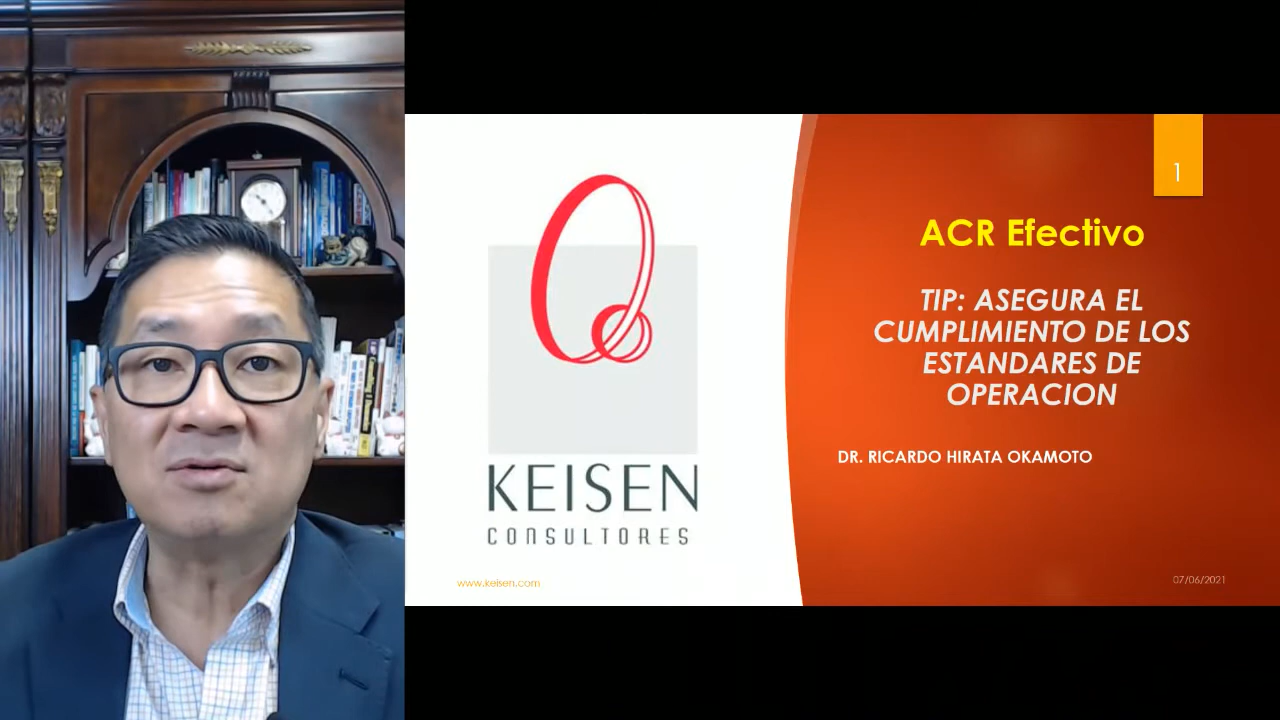 1
ACR Efectivo
TIP: ASEGURA EL
CUMPLIMIENTO DE LOS
ESTANDARES DE
OPERACION
DR. RICARDO HIRATA OKAMOTO
KEISEN
CONSULTORES
www.keisen.com
07/06/2021